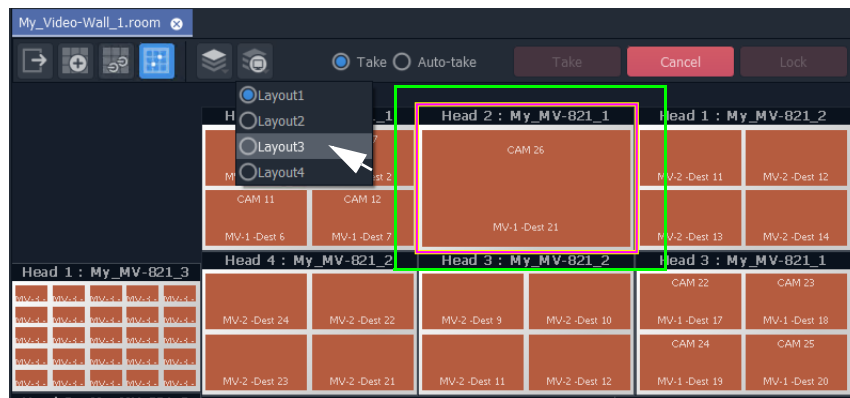 My_Video-Wall_1.room
Take Auto-take Take Cancel Lock
Layout1
Layout2
Layout3
Layout4
_1 Head 2 : My_MV-821_1 Head 1 : My_MV-821_2
CAM 26
MV-2 -Dest 11 MV-2 -Dest 12
CAM 11 CAM 12
MV-1 -Dest 21
MV-1 -Dest 6 MV-1 -Dest 7 MV-2 -Dest 13 MV-2 -Dest 14
Head 4 : My_MV-821_2 Head 3 : My_MV-821_2 Head 3 : My_MV-821_1
Head 1 : My_MV-821_3
CAM 22 CAM 23
MV-2 -Dest 24 MV-2 -Dest 22 MV-2 -Dest 9 MV-2 -Dest 10 MV-1 -Dest 17 MV-1 -Dest 18
CAM 24 CAM 25
MV-2 -Dest 23 MV-2 -Dest 21 MV-2 -Dest 11 MV-2 -Dest 12 MV-1 -Dest 19 MV-1 -Dest 20